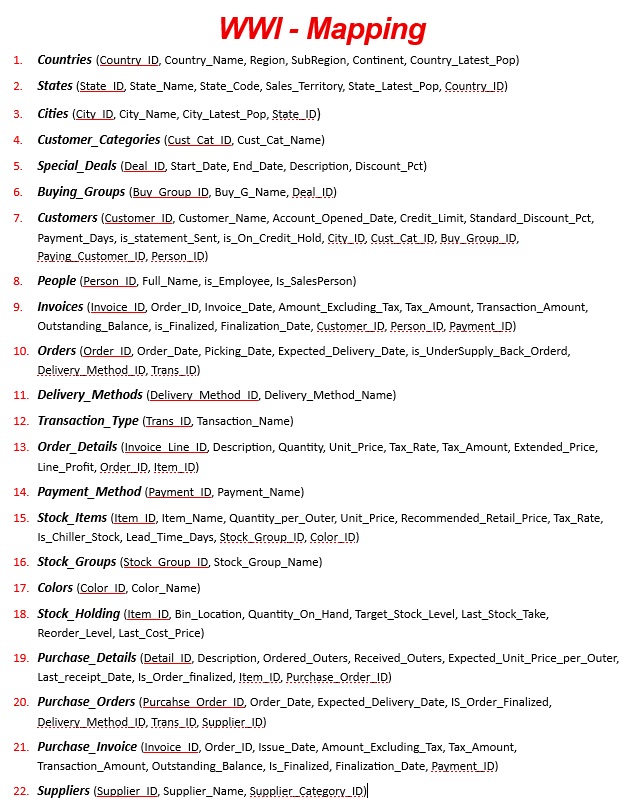 WWI - Mapping
1. Countries (Country_ID, Country_Name, Region, SubRegion, Continent, Country_Latest_Pop)
2. States (State_ID, State_Name, State_Code, Sales_Territory, State_Latest_Pop, Country_ID)
3. Cities (City_ID, City_Name, City_Latest_Pop, State_ID)
4. Customer_Categories (Cust_Cat_ID, Cust_Cat_Name)
5. Special_Deals (Deal_ID, Start_Date, End_Date, Description, Discount_Pct)
6. Buying_Groups (Buy_Group_ID, Buy_G_Name, Deal_ID)
7. Customers (Customer_ID, Customer_Name, Account_Opened_Date, Credit_Limit, Standard_Discount_Pct,
Payment_Days, is_statement_Sent, is_On_Credit_Hold, City_ID, Cust_Cat_ID, Buy_Group_ID,
Paying_Customer_ID, Person_ID)
8. People (Person_ID, Full_Name, is_Employee, Is_SalesPerson)
9. Invoices (Invoice_ID, Order_ID, Invoice_Date, Amount_Excluding_Tax, Tax_Amount, Transaction_Amount,
Outstanding_Balance, is_Finalized, Finalization_Date, Customer_ID, Person_ID, Payment_ID)
10. Orders (Order_ID, Order_Date, Picking_Date, Expected_Delivery_Date, is_UnderSupply_Back_Orderd,
Delivery_Method_ID, Trans_ID)
11. Delivery_Methods (Delivery_Method_ID, Delivery_Method_Name)
12. Transaction_Type (Trans_ID, Tansaction_Name)
13. Order_Details (Invoice_Line_ID, Description, Quantity, Unit_Price, Tax_Rate, Tax_Amount, Extended_Price,
Line_Profit, Order_ID, Item_ID)
14. Payment_Method (Payment_ID, Payment_Name)
15. Stock_Items (Item_ID, Item_Name, Quantity_per_Outer, Unit_Price, Recommended_Retail_Price, Tax_Rate,
Is_Chiller_Stock, Lead_Time_Days, Stock_Group_ID, Color_ID)
16. Stock_Groups (Stock_Group_ID, Stock_Group_Name)
17. Colors (Color_ID, Color_Name)
18. Stock_Holding (Item_ID, Bin_Location, Quantity_On_Hand, Target_Stock_Level, Last_Stock_Take,
Reorder_Level, Last_Cost_Price)
19. Purchase_Details (Detail_ID, Description, Ordered_Outers, Received_Outers, Expected_Unit_Price_per_Outer,
Last_receipt_Date, Is_Order_finalized, Item_ID, Purchase_Order_ID)
20. Purchase_Orders (Purcahse_Order_ID, Order_Date, Expected_Delivery_Date, IS_Order_Finalized,
Delivery_Method_ID, Trans_ID, Supplier_ID)
21. Purchase_Invoice (Invoice_ID, Order_ID, Issue_Date, Amount_Excluding_Tax, Tax_Amount,
Transaction_Amount, Outstanding_Balance, Is_Finalized, Finalization_Date, Payment_ID)
22. Suppliers (Supplier_ID, Supplier_Name, Supplier_Category_ID)